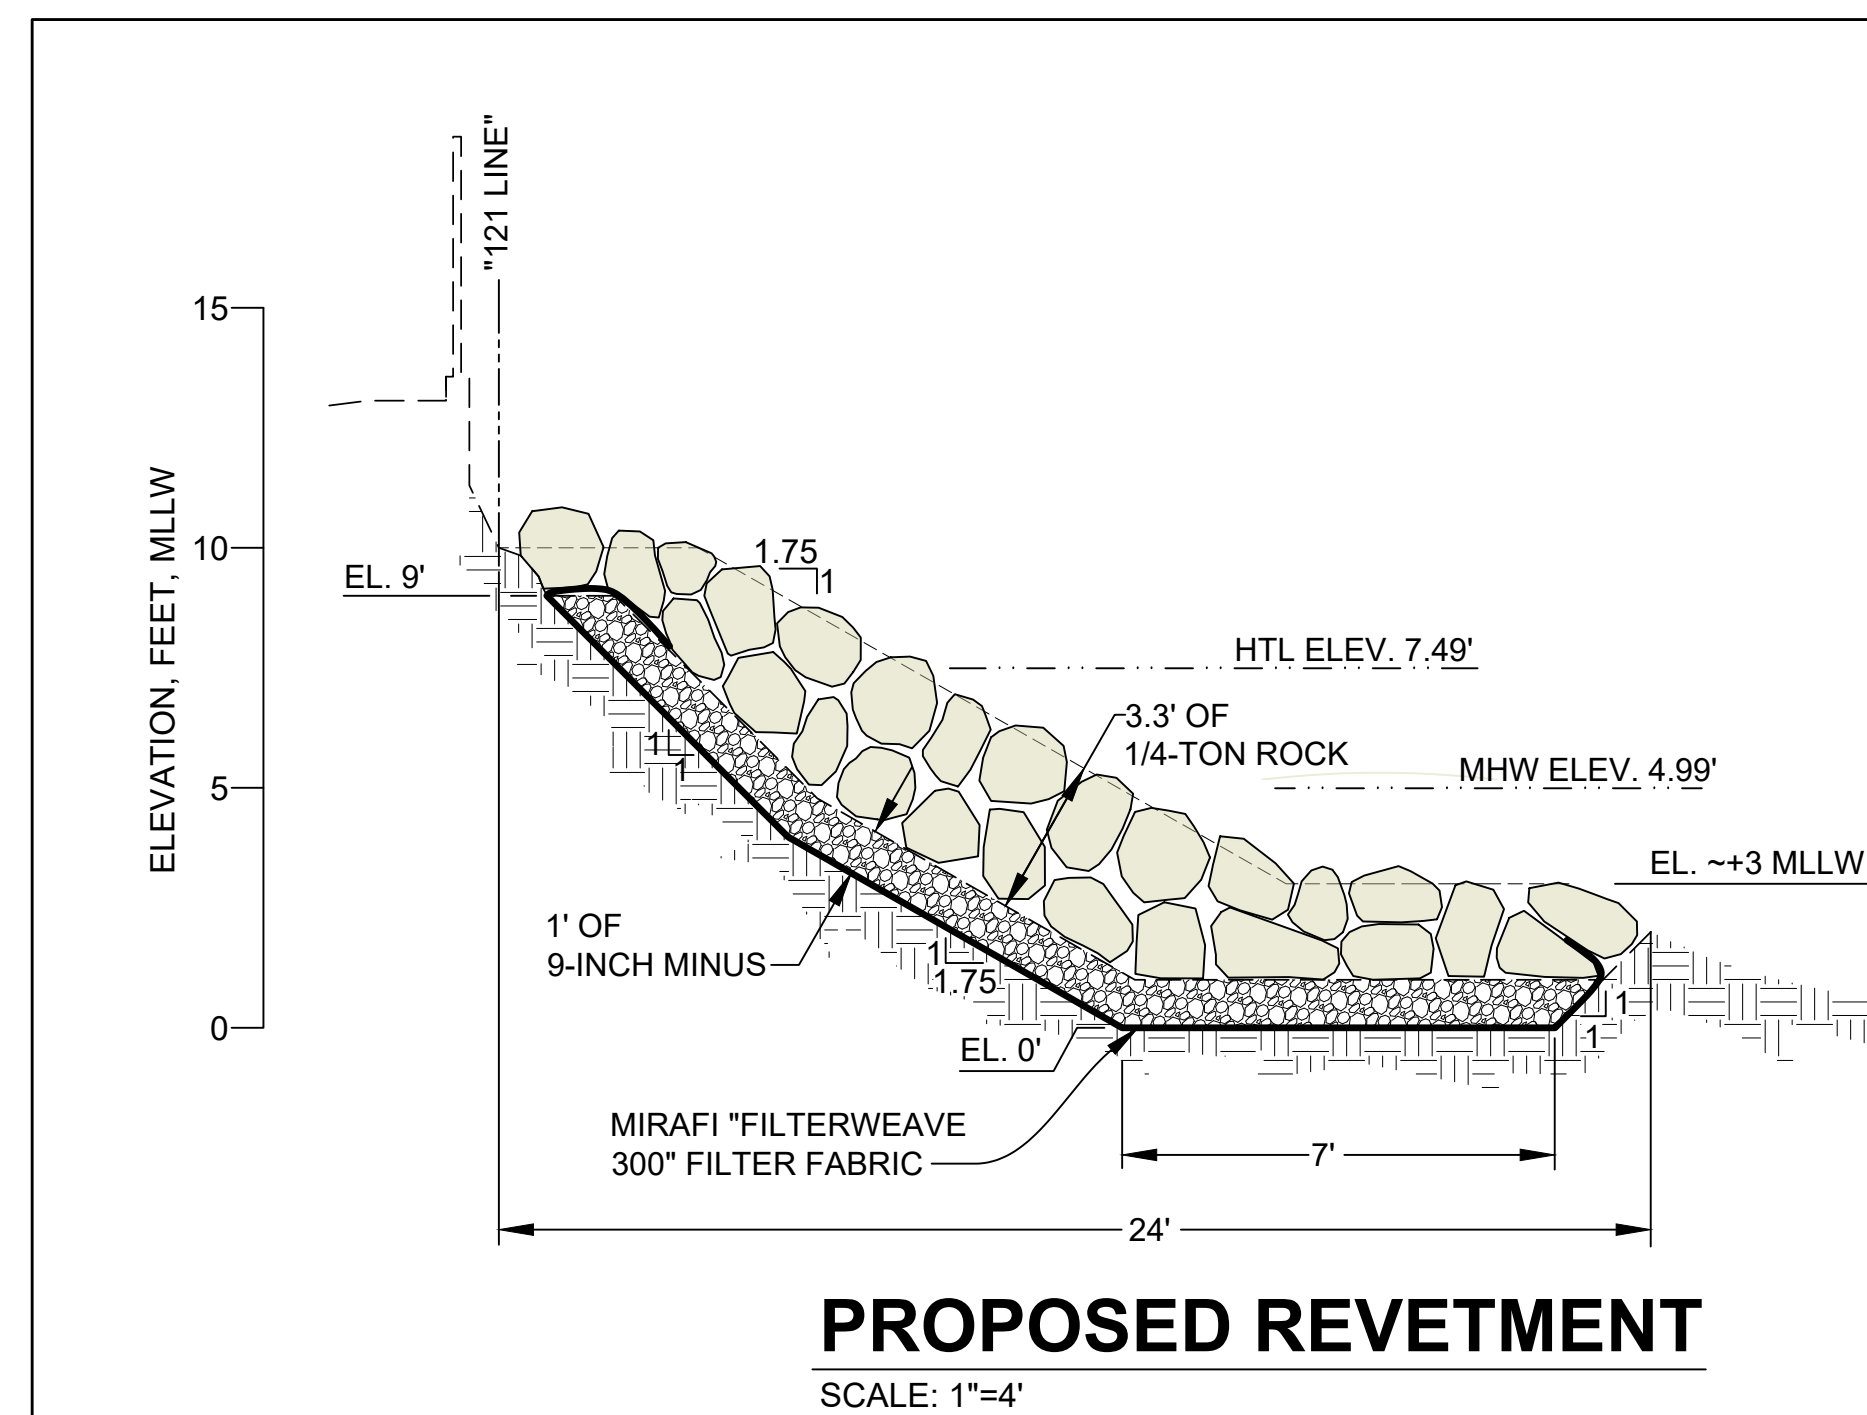 "121 LINE"
15
10
5
0
ELEVATION, FEET, MLLW
EL. 9'
1.75
1
HTL ELEV. 7.49'
3.3' OF
1/4-TON ROCK
MHW ELEV. 4.99'
EL. ~+3 MLLW
1
1
1' OF
9-INCH MINUS
1
1.75
1
1
EL. 0'
MIRAFI "FILTERWEAVE
300" FILTER FABRIC
7'
24'
PROPOSED REVETMENT
SCALE: 1"=4'